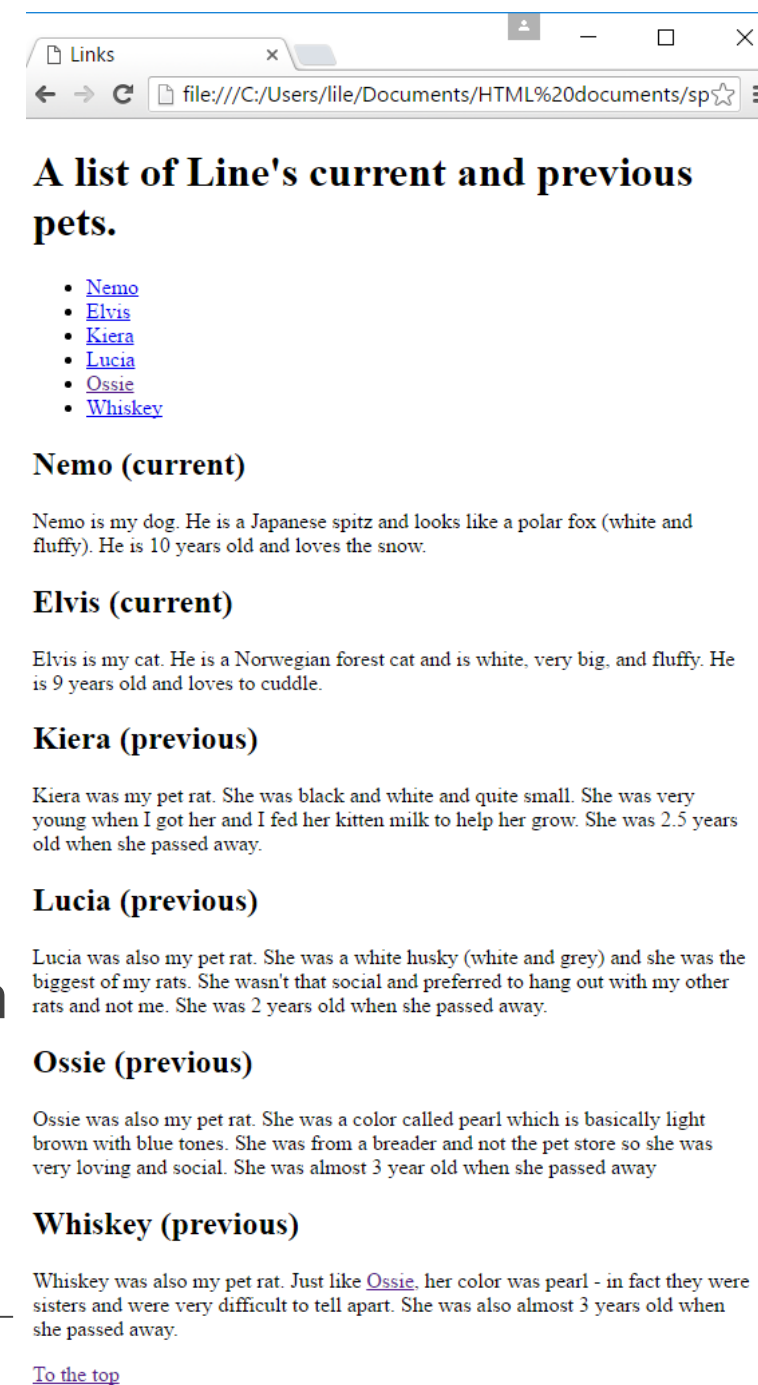 Links
file:///C:/Users/lile/Documents/HTML%20documents/sp
A list of Line's current and previous
pets.
Nemo
Elvis
Kiera
Lucia
Ossie
Whiskey
Nemo (current)
Nemo is my dog. He is a Japanese spitz and looks like a polar fox (white and
fluffy). He is 10 years old and loves the snow.
Elvis (current)
Elvis is my cat. He is a Norwegian forest cat and is white, very big, and fluffy. He
is 9 years old and loves to cuddle.
Kiera (previous)
Kiera was my pet rat. She was black and white and quite small. She was very
young when I got her and I fed her kitten milk to help her grow. She was 2.5 years
old when she passed away.
Lucia (previous)
Lucia was also my pet rat. She was a white husky (white and grey) and she was the
biggest of my rats. She wasn't that social and preferred to hang out with my other
rats and not me. She was 2 years old when she passed away.
Ossie (previous)
Ossie was also my pet rat. She was a color called pearl which is basically light
brown with blue tones. She was from a breader and not the pet store so she was
very loving and social. She was almost 3 year old when she passed away
Whiskey (previous)
Whiskey was also my pet rat. Just like Ossie, her color was pearl - in fact they were
sisters and were very difficult to tell apart. She was also almost 3 years old when
she passed away.
To the top